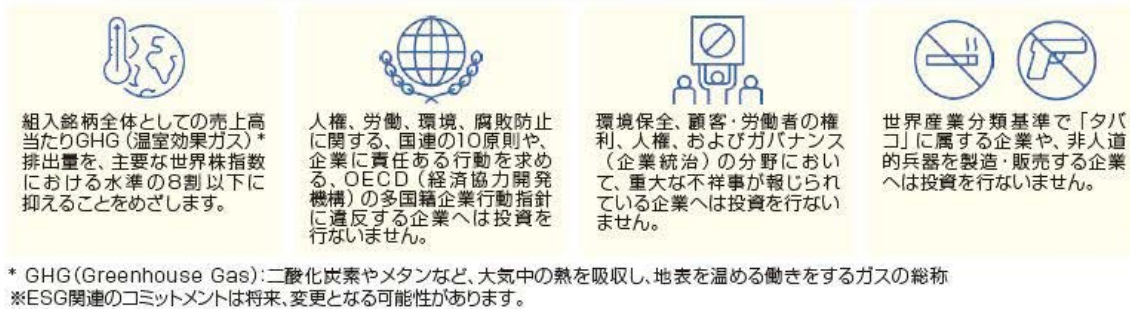 組入銘柄全体としての売上高
当たりGHG(温室効果ガス)*
排出量を、主要な世界株指数
における水準の8割以下に
抑えることをめざします。
人権、労働、環境、腐敗防止
に関する、国連の10原則や、
企業に責任ある行動を求め
る、OECD(経済協力開発
機構)の多国籍企業行動指針
に違反する企業へは投資を
行ないません。
環境保全、顧客・労働者の権
利、人権、およびガバナンス
(企業統治)の分野におい
て、重大な不祥事が報じられ
ている企業へは投資を行ない
ません。
世界産業分類基準で「タバ
コ」に属する企業や、非人道
的兵器を製造・販売する企業
へは投資を行ないません。
* GHG(Greenhouse Gas):二酸化炭素やメタンなど、大気中の熱を吸収し、地表を温める働きをするガスの総称
※ESG関連のコミットメントは将来、変更となる可能性があります。